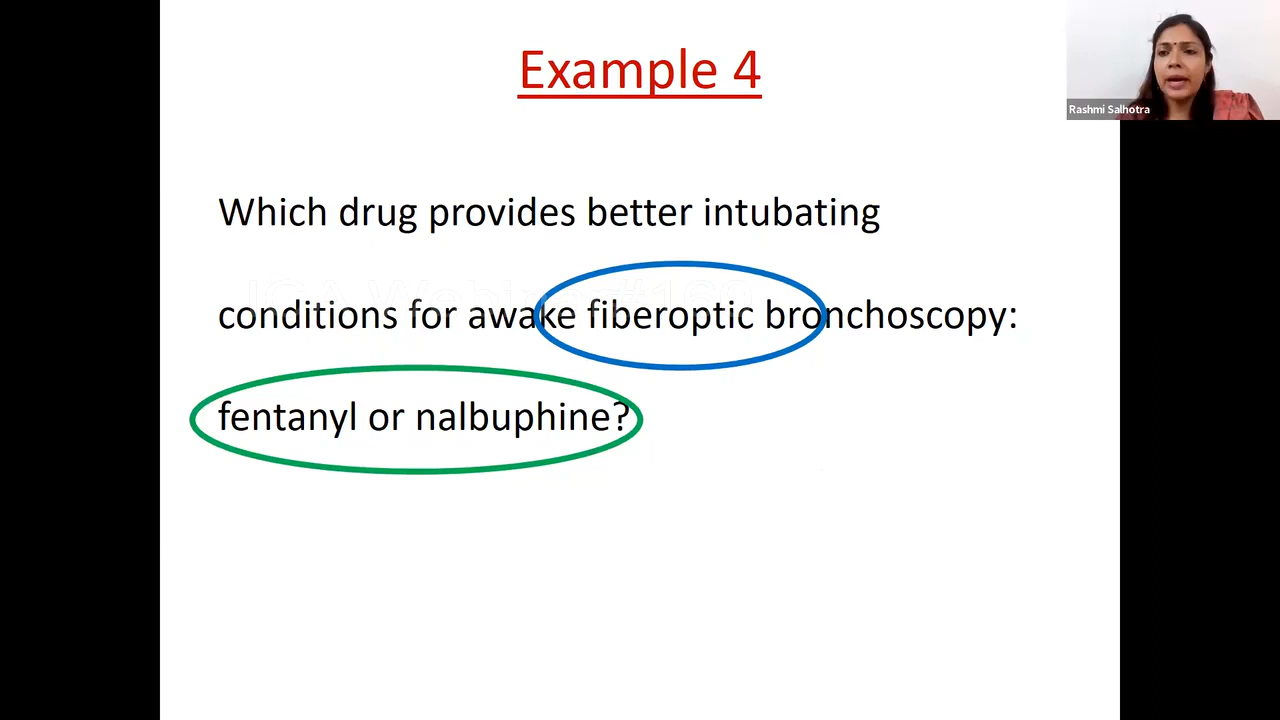 Example 4
Rashmi Salhotra
Which drug provides better intubating
conditions for awake fiberoptic bronchoscopy:
fentanyl or nalbuphine?